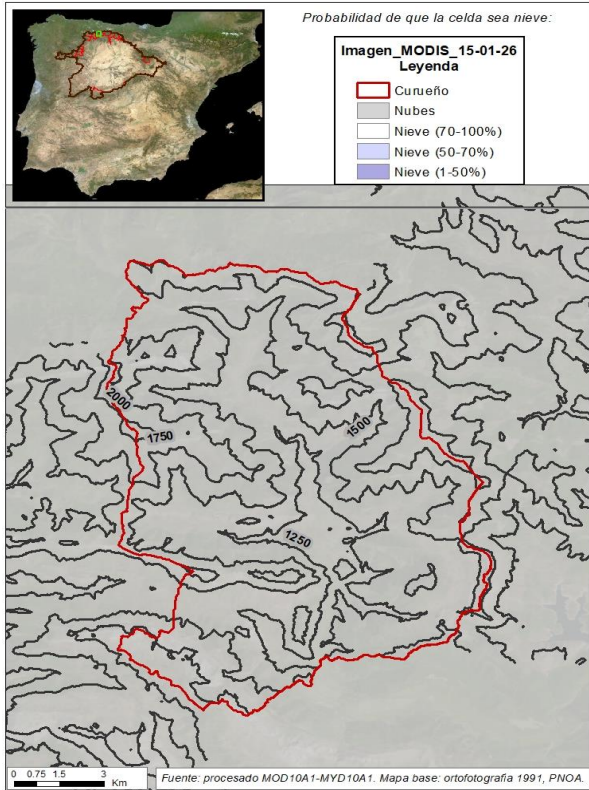 Probabilidad de que la celda sea nieve:
Imagen_MODIS_15-01-26
Leyenda
Curueño
Nubes
Nieve (70-100%)
Nieve (50-70%)
Nieve (1-50%)
2000
1750
1500
1250
0 0.75 1.5 3
Km
Fuente: procesado MOD10A1-MYD10A1. Mapa base: ortofotografia 1991, PNOA.